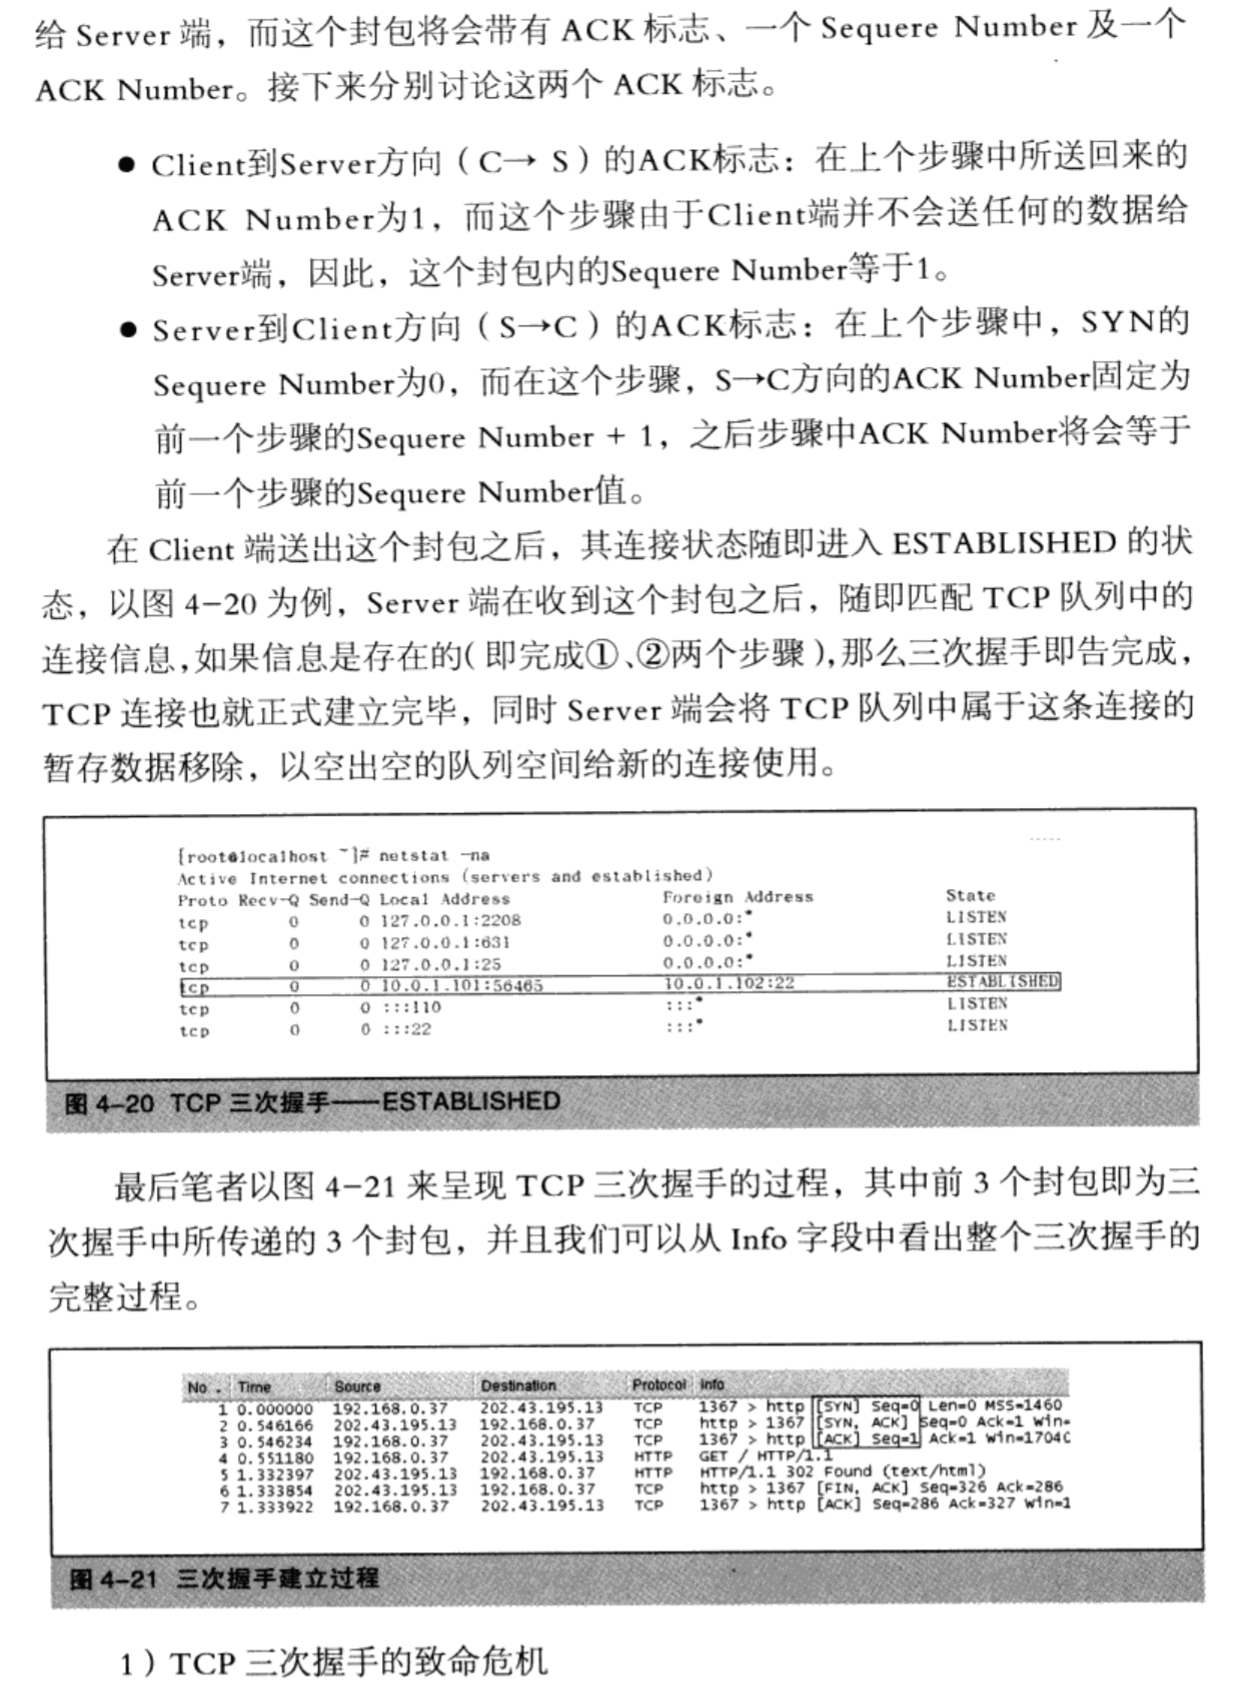 给 Server 端，而这个封包将会带有 ACK 标志、一个 Sequere Number 及一个
ACK Number。接下来分别讨论这两个 ACK 标志。
● Client到Server方向（C→ S）的ACK标志：在上个步骤中所送回来的
ACK Number为1，而这个步骤由于Client端并不会送任何的数据给
Server端，因此，这个封包内的Sequere Number等于1。
● Server到Client方向（S→C）的ACK标志：在上个步骤中，SYN的
Sequere Number为0，而在这个步骤，S→C方向的ACK Number固定为
前一个步骤的Sequere Number + 1，之后步骤中ACK Number将会等于
前一个步骤的Sequere Number值。
在 Client 端送出这个封包之后，其连接状态随即进入 ESTABLISHED 的状
态，以图 4-20 为例，Server 端在收到这个封包之后，随即匹配 TCP 队列中的
连接信息,如果信息是存在的(即完成①、②两个步骤),那么三次握手即告完成，
TCP 连接也就正式建立完毕，同时 Server 端会将 TCP 队列中属于这条连接的
暂存数据移除，以空出空的队列空间给新的连接使用。
[root@localhost ~]# netstat -na
Active Internet connections (servers and established)
Proto Recv-Q Send-Q Local Address Foreign Address State
tcp 0 0 127.0.0.1:2208 0.0.0.0:* LISTEN
tcp 0 0 127.0.0.1:631 0.0.0.0:* LISTEN
tcp 0 0 127.0.0.1:25 0.0.0.0:* LISTEN
tcp 0 0 10.0.1.101:56465 10.0.1.102:22 ESTABLISHED
tcp 0 0 :::110 :::* LISTEN
tcp 0 0 :::22 :::* LISTEN
图 4-20 TCP 三次握手——ESTABLISHED
最后笔者以图 4-21 来呈现 TCP 三次握手的过程，其中前 3 个封包即为三
次握手中所传递的 3 个封包，并且我们可以从 Info 字段中看出整个三次握手的
完整过程。
No . Time Source Destination Protocol Info
1 0.000000 192.168.0.37 202.43.195.13 TCP 1367 > http [SYN] Seq=0 Len=0 MSS=1460
2 0.546166 202.43.195.13 192.168.0.37 TCP http > 1367 [SYN, ACK] Seq=0 Ack=1 Win=
3 0.546234 192.168.0.37 202.43.195.13 TCP 1367 > http [ACK] Seq=1 Ack=1 Win=1704C
4 0.551180 192.168.0.37 202.43.195.13 HTTP GET / HTTP/1.1
5 1.332397 202.43.195.13 192.168.0.37 HTTP HTTP/1.1 302 Found (text/html)
6 1.333854 202.43.195.13 192.168.0.37 TCP http > 1367 [FIN, ACK] Seq=326 Ack=286
7 1.333922 192.168.0.37 202.43.195.13 TCP 1367 > http [ACK] Seq=286 Ack=327 Win=1
图 4-21 三次握手建立过程
1）TCP 三次握手的致命危机